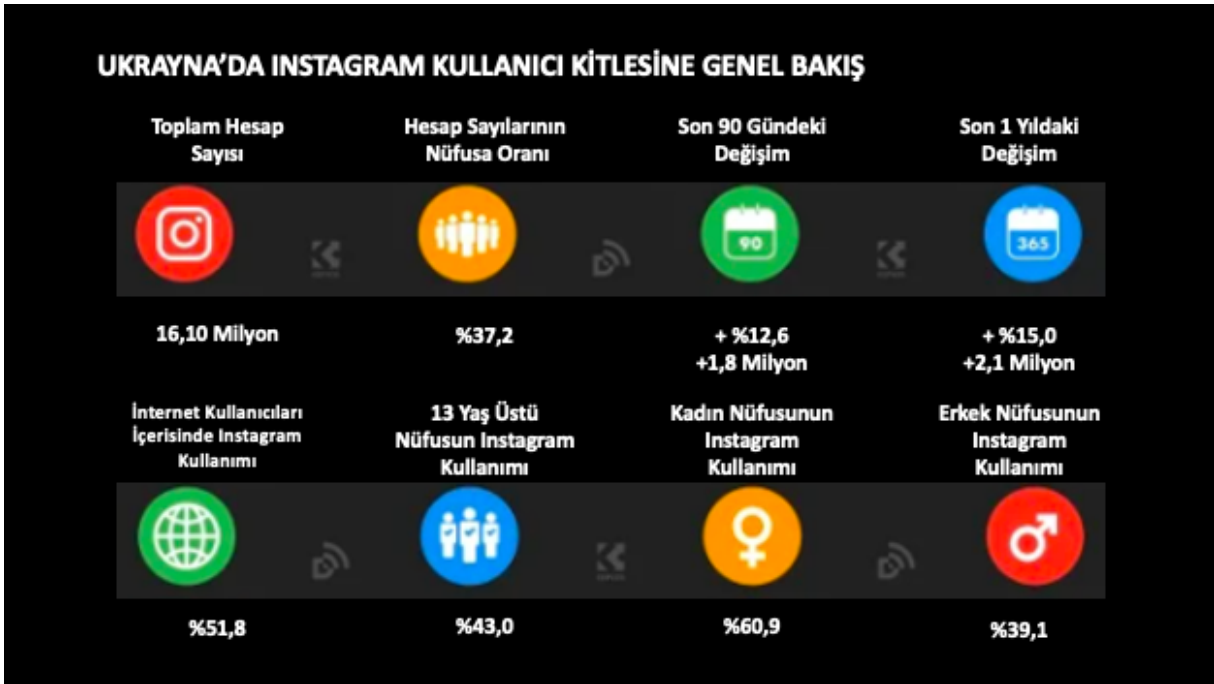 UKRAYNA'DA INSTAGRAM KULLANICI KİTLESİNE GENEL BAKIŞ
Toplam Hesap
Sayısı
Hesap Sayılarının
Nüfusa Oranı
Son 90 Gündeki
Değişim
Son 1 Yıldaki
Değişim
90
365
16,10 Milyon
%37,2
+ %12,6
+1,8 Milyon
+ %15,0
+2,1 Milyon
İnternet Kullanıcıları
İçerisinde Instagram
Kullanımı
13 Yaş Üstü
Nüfusun Instagram
Kullanımı
Kadın Nüfusunun
Instagram
Kullanımı
Erkek Nüfusunun
Instagram
Kullanımı
%51,8
%43,0
%60,9
%39,1